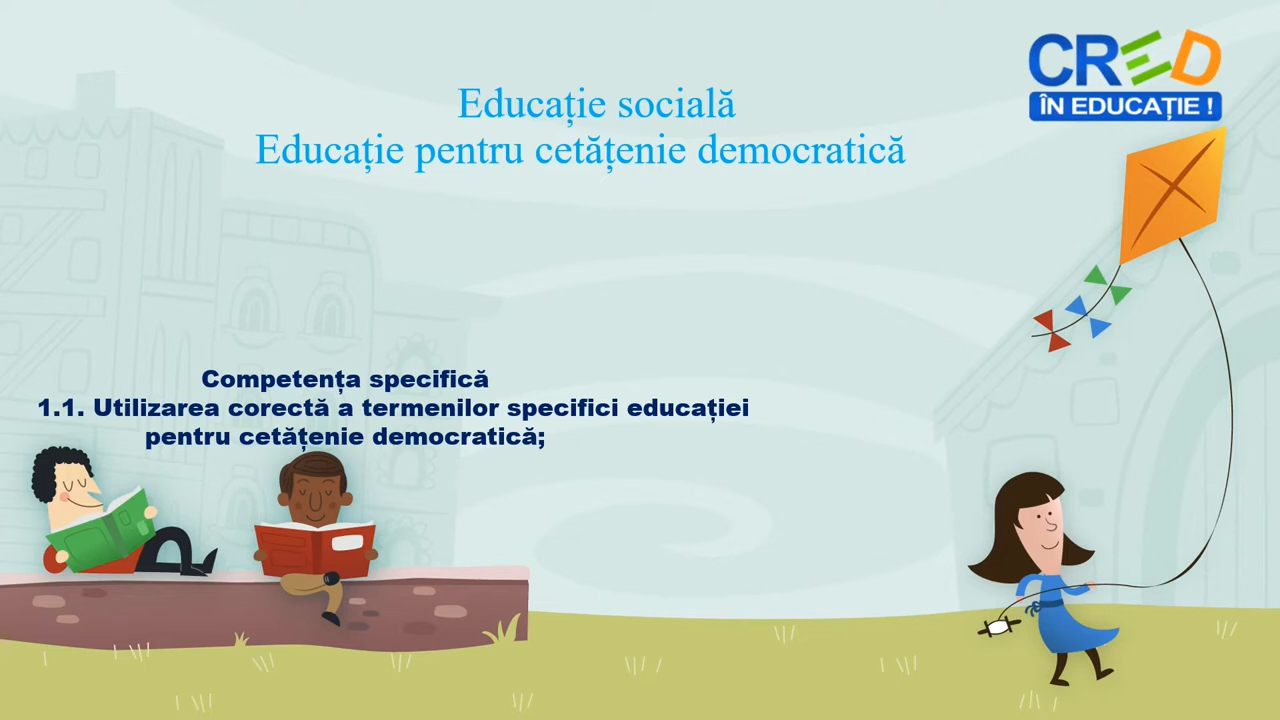 CRED
ÎN EDUCAȚIE !
Educație socială
Educație pentru cetățenie democratică
Competența specifică
1.1. Utilizarea corectă a termenilor specifici educației
pentru cetățenie democratică;